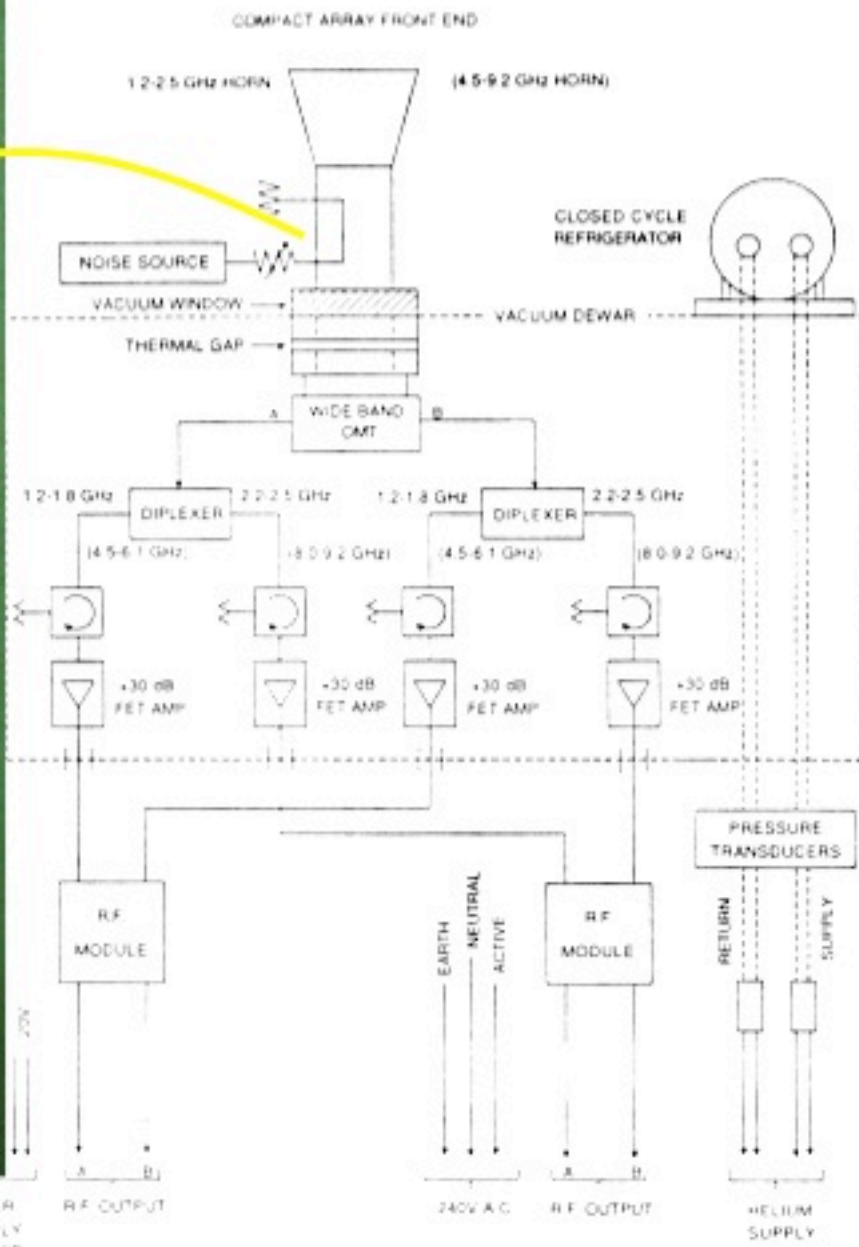 COMPACT ARRAY FRONT END
1.2-2.5 GHz HORN
(4.5-9.2 GHz HORN)
CLOSED CYCLE
REFRIGERATOR
NOISE SOURCE
VACUUM WINDOW
VACUUM DEWAR
THERMAL GAP
A
WIDE BAND
OMT
B
1.2-1.8 GHz
DIPLEXER
2.2-2.5 GHz
1.2-1.8 GHz
DIPLEXER
2.2-2.5 GHz
(4.5-6.1 GHz)
(8.0-9.2 GHz)
(4.5-6.1 GHz)
(8.0-9.2 GHz)
+30 dB
FET AMP
+30 dB
FET AMP
+30 dB
FET AMP
+30 dB
FET AMP
PRESSURE
TRANSDUCERS
R.F.
MODULE
EARTH
NEUTRAL
ACTIVE
R.F.
MODULE
RETURN
SUPPLY
20V
A
B
A
B
R.F. OUTPUT
240V A.C.
R.F. OUTPUT
HELIUM
SUPPLY